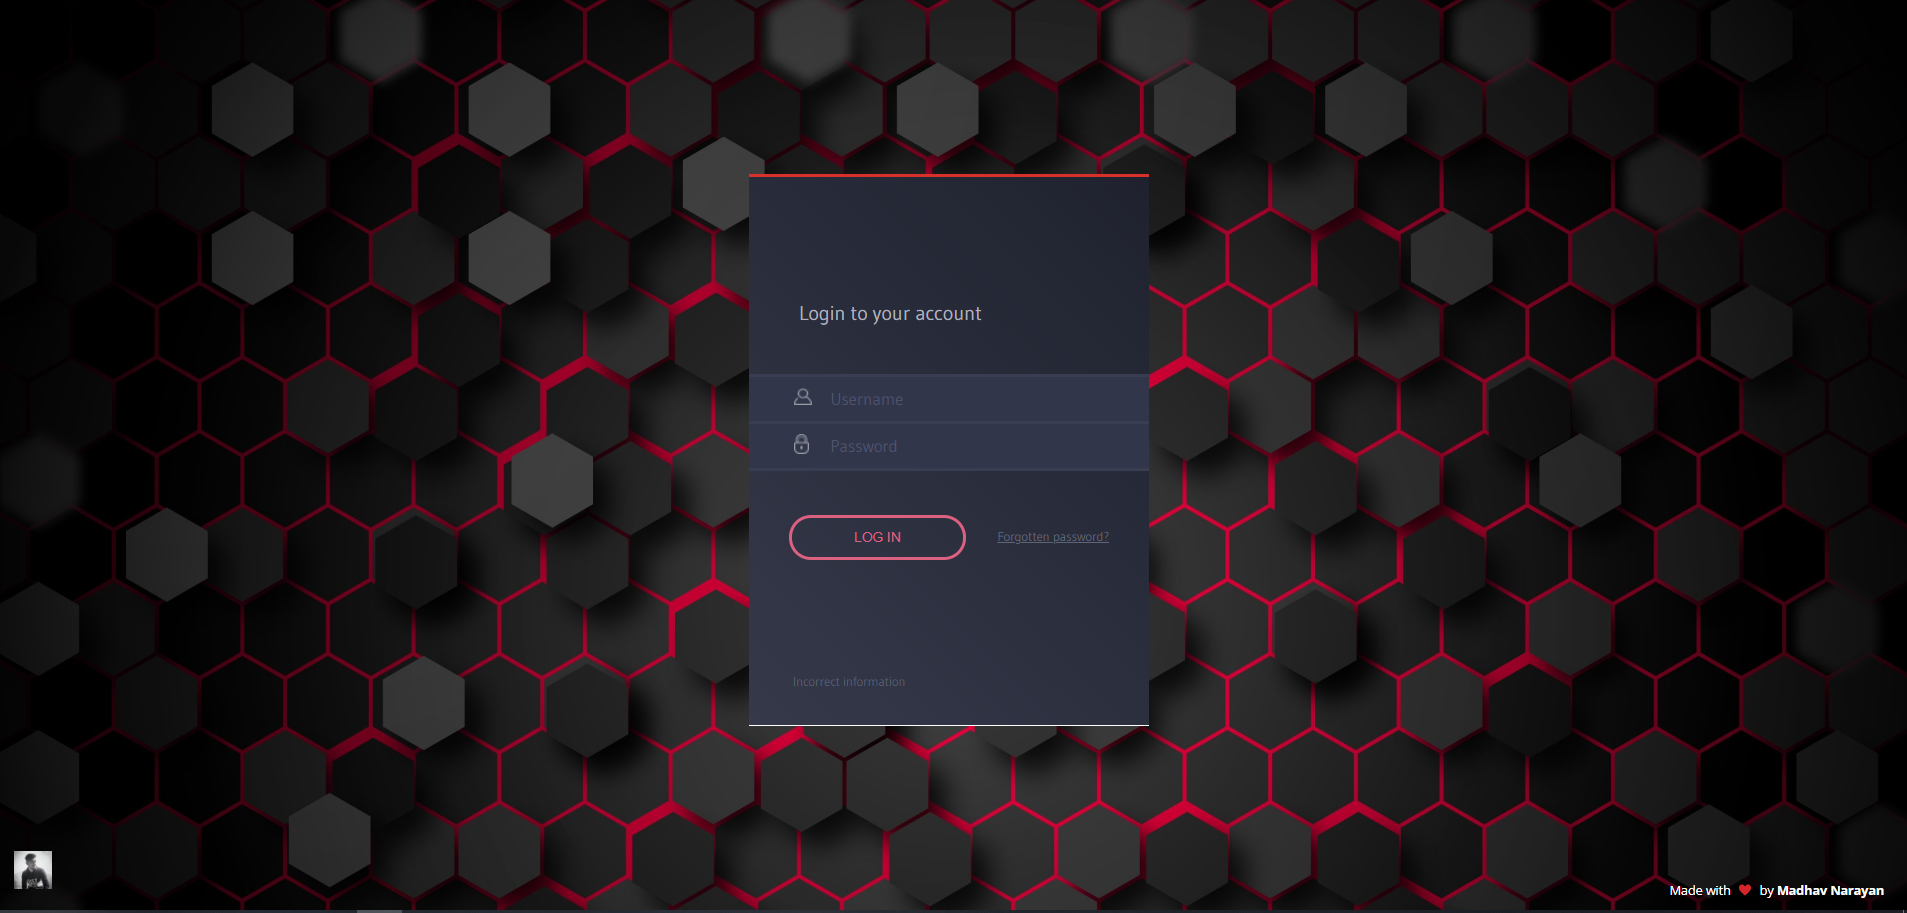 Login to your account
Username
Password
LOG IN
Forgotten password?
Incorrect information
Made with ❤ by Madhav Narayan